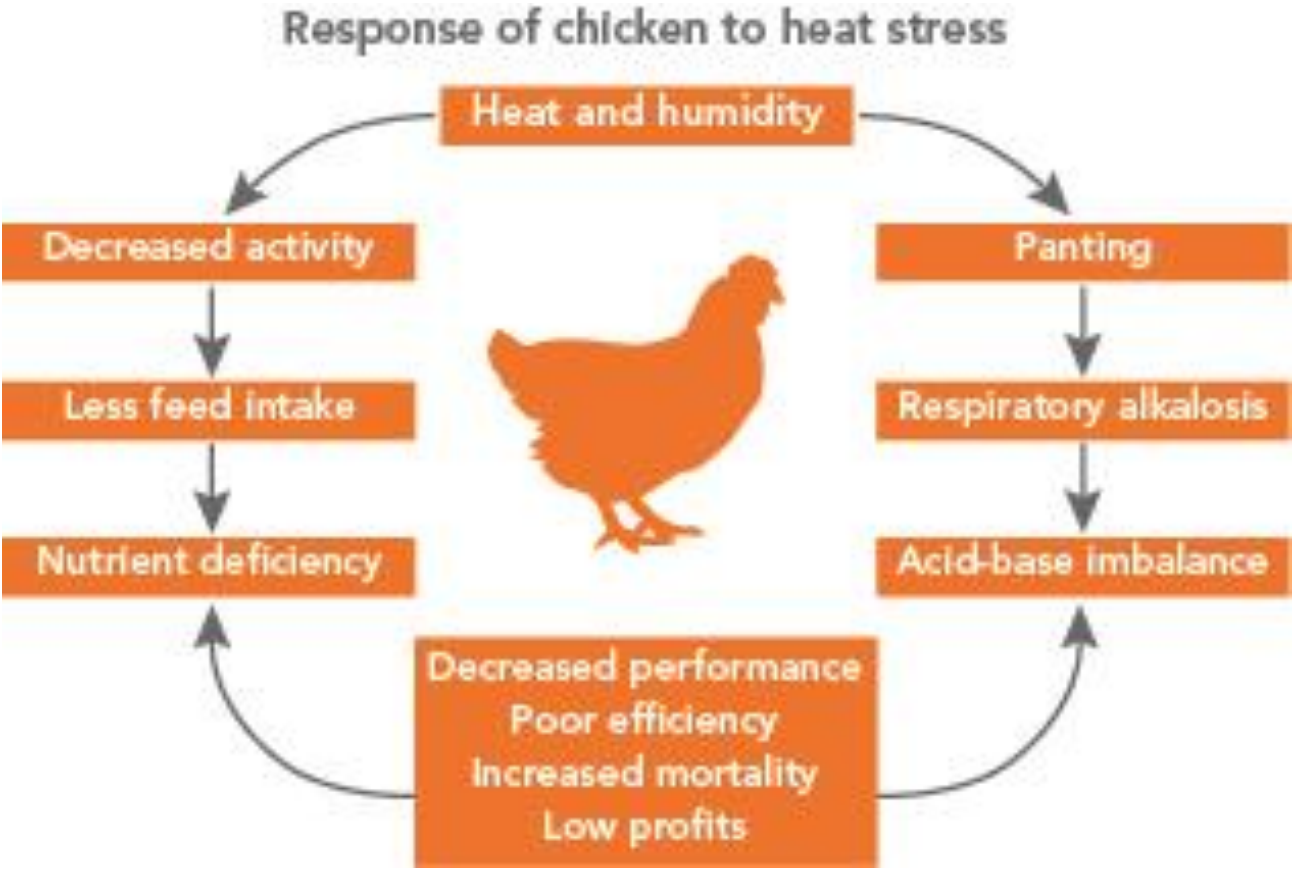 Response of chicken to heat stress
Heat and humidity
Decreased activity
Panting
Less feed intake
Respiratory alkalosis
Nutrient deficiency
Acid-base imbalance
Decreased performance
Poor efficiency
Increased mortality
Low profits